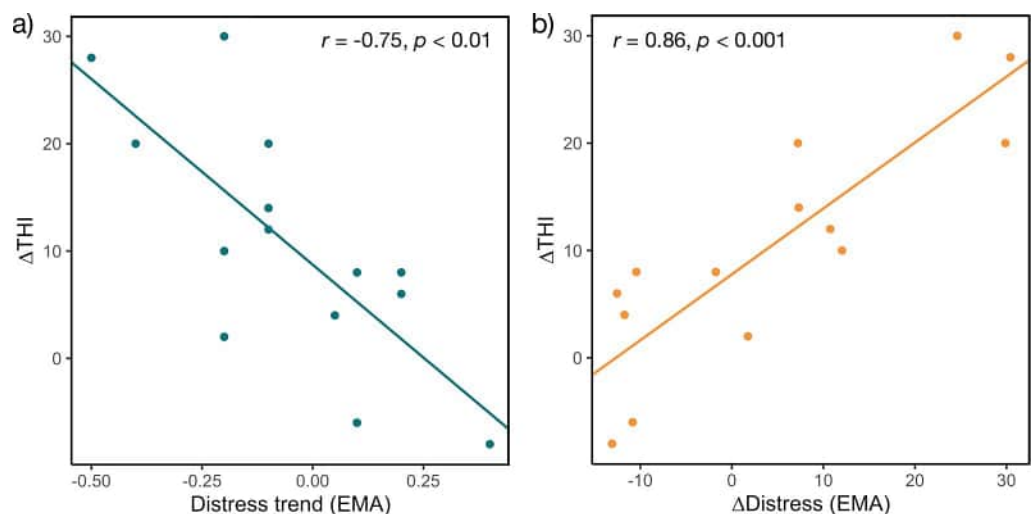 a)
r = -0.75, p < 0.01
30
20
10
0
ΔTHI
-0.50
-0.25
0.00
0.25
Distress trend (EMA)
b)
r = 0.86, p < 0.001
30
20
10
0
ΔTHI
-10
0
10
20
30
ΔDistress (EMA)